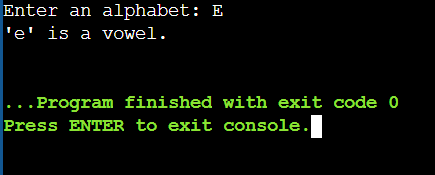 Enter an alphabet: E
'e' is a vowel.
...Program finished with exit code 0
Press ENTER to exit console.